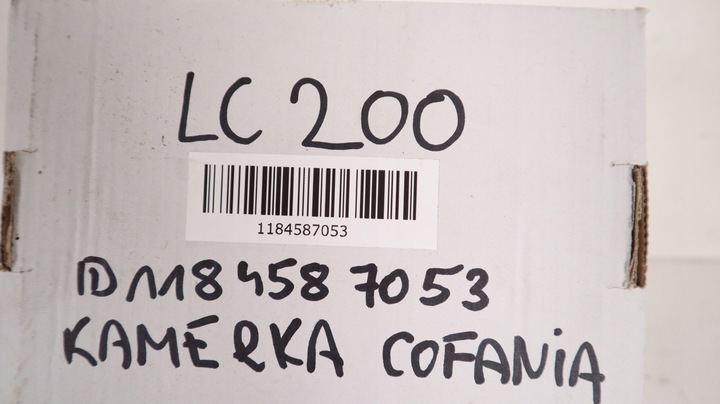 LC 200
1184587053
ID 1184587053
KAMERKA COFANIA